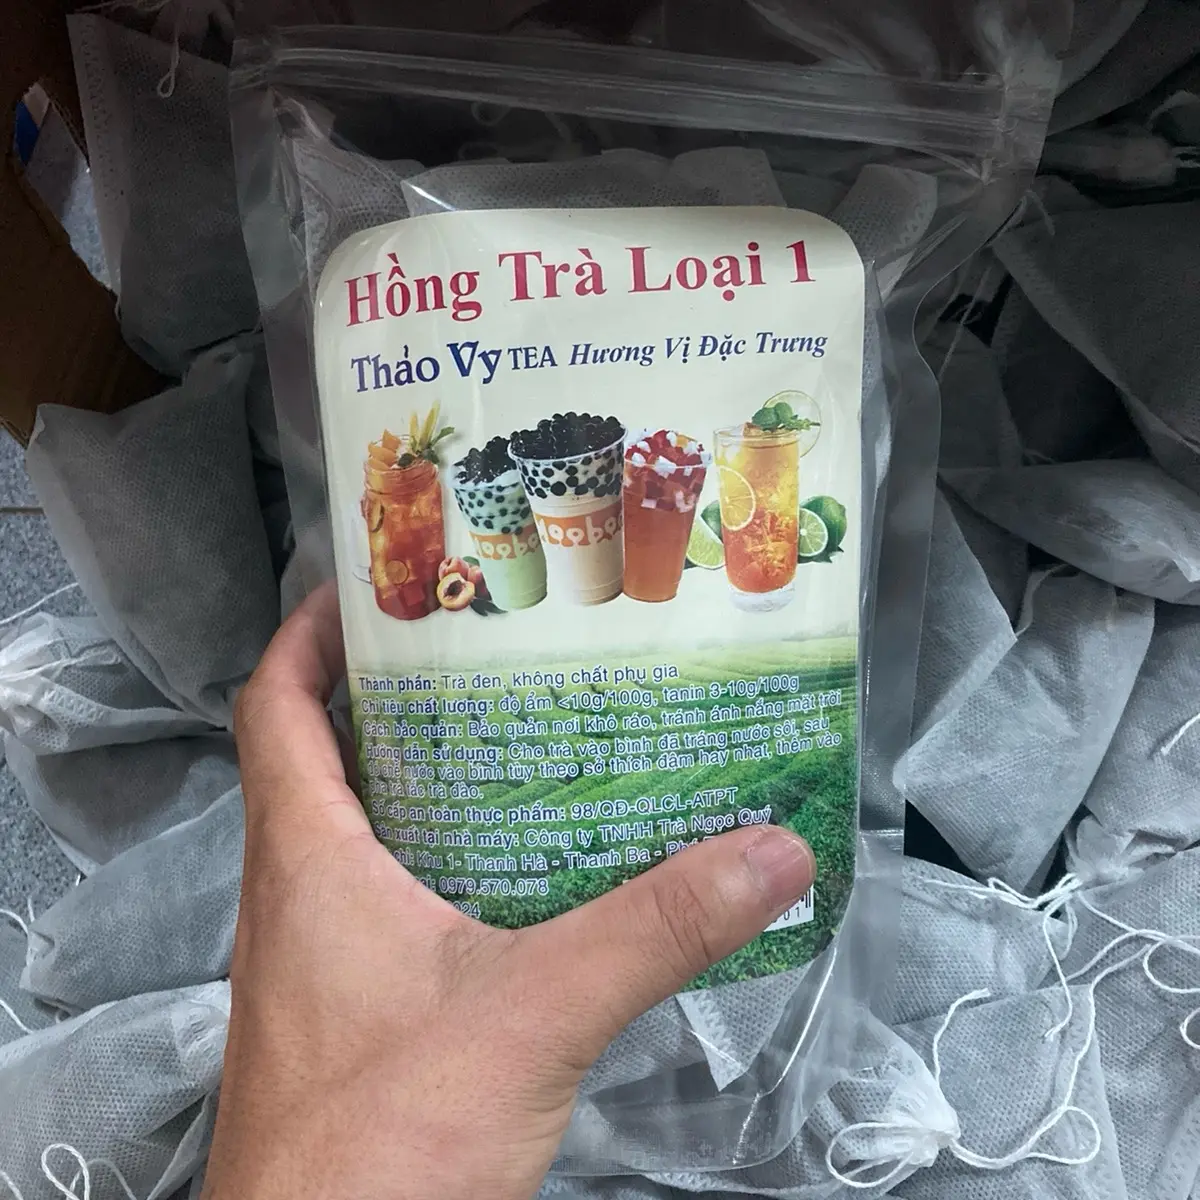 Hồng Trà Loại 1
Thảo Vy TEA Hương Vị Đặc Trưng
Thành phần: Trà đen, không chất phụ gia
Chỉ tiêu chất lượng: độ ẩm <10g/100g, tanin 3-10g/100g
Cách bảo quản: Bảo quản nơi khô ráo, tránh ánh nắng mặt trời
Hướng dẫn sử dụng: Cho trà vào bình đã tráng nước sôi, sau
đó chế nước vào bình tùy theo sở thích đậm hay nhạt, thêm vào
pha trà tắc trà đào.
Số cấp an toàn thực phẩm: 98/QĐ-QLCL-ATPT
Sản xuất tại nhà máy: Công ty TNHH Trà Ngọc Quý
chỉ: Khu 1- Thanh Hà - Thanh Ba -
0979.570.078
24